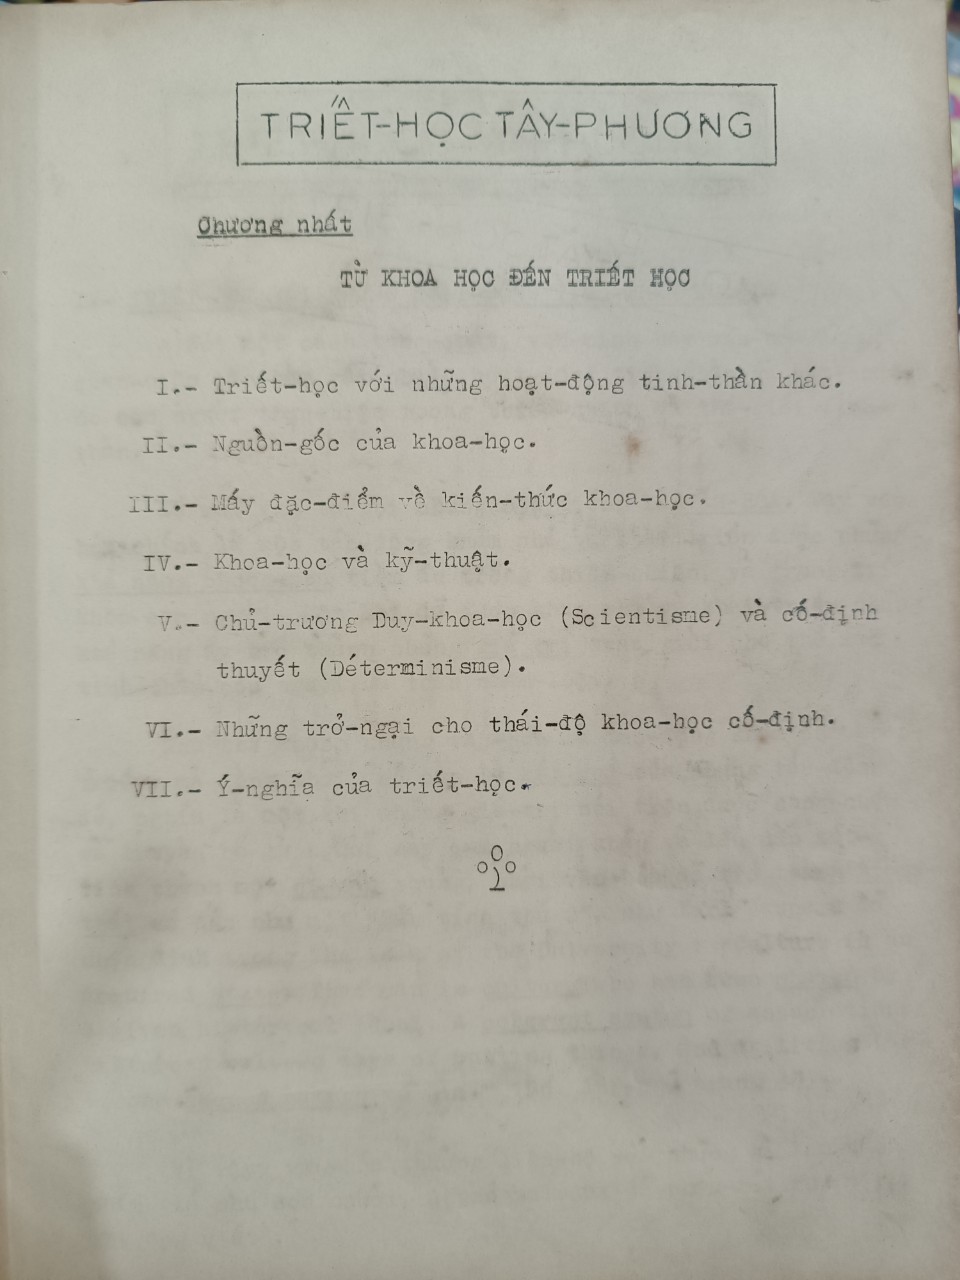 TRIẾT-HỌC TÂY-PHƯƠNG
Chương nhất
TỪ KHOA HỌC ĐẾN TRIẾT HỌC
I.- Triết-học với những hoạt-động tinh-thần khác.
II.- Nguồn-gốc của khoa-học.
III.- Mấy đặc-điểm về kiến-thức khoa-học.
IV.- Khoa-học và kỹ-thuật.
V.- Chủ-trương Duy-khoa-học (Scientisme) và cố-định
thuyết (Déterminisme).
VI.- Những trở-ngại cho thái-độ khoa-học cố-định.
VII.- Ý-nghĩa của triết-học.